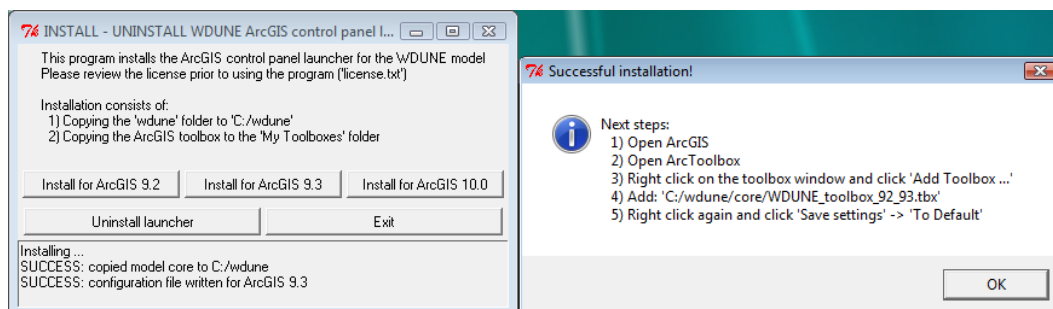 INSTALL - UNINSTALL WDUNE ArcGIS control panel l...
This program installs the ArcGIS control panel launcher for the WDUNE model
Please review the license prior to using the program ('license.txt')
Installation consists of:
1) Copying the 'wdune' folder to 'C:/wdune'
2) Copying the ArcGIS toolbox to the 'My Toolboxes' folder
Install for ArcGIS 9.2
Install for ArcGIS 9.3
Install for ArcGIS 10.0
Uninstall launcher
Exit
Installing ...
SUCCESS: copied model core to C:/wdune
SUCCESS: configuration file written for ArcGIS 9.3
Successful installation!
Next steps:
1) Open ArcGIS
2) Open ArcToolbox
3) Right click on the toolbox window and click 'Add Toolbox ...'
4) Add: 'C:/wdune/core/WDUNE_toolbox_92_93.tbx'
5) Right click again and click 'Save settings' -> 'To Default'
OK